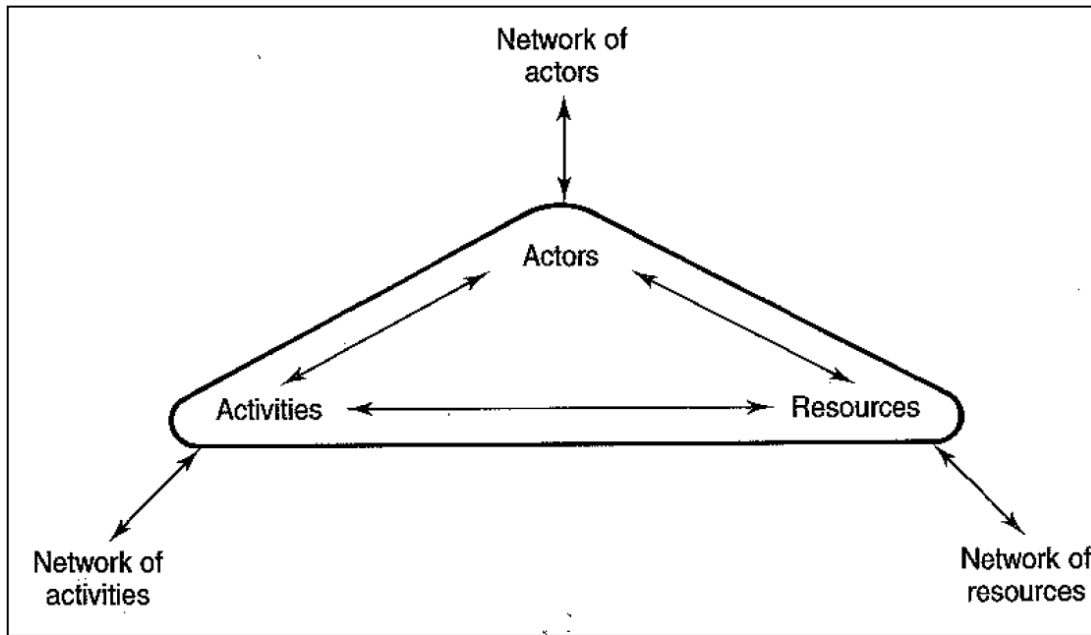 Network of
actors
Actors
Activities
Resources
Network of
activities
Network of
resources